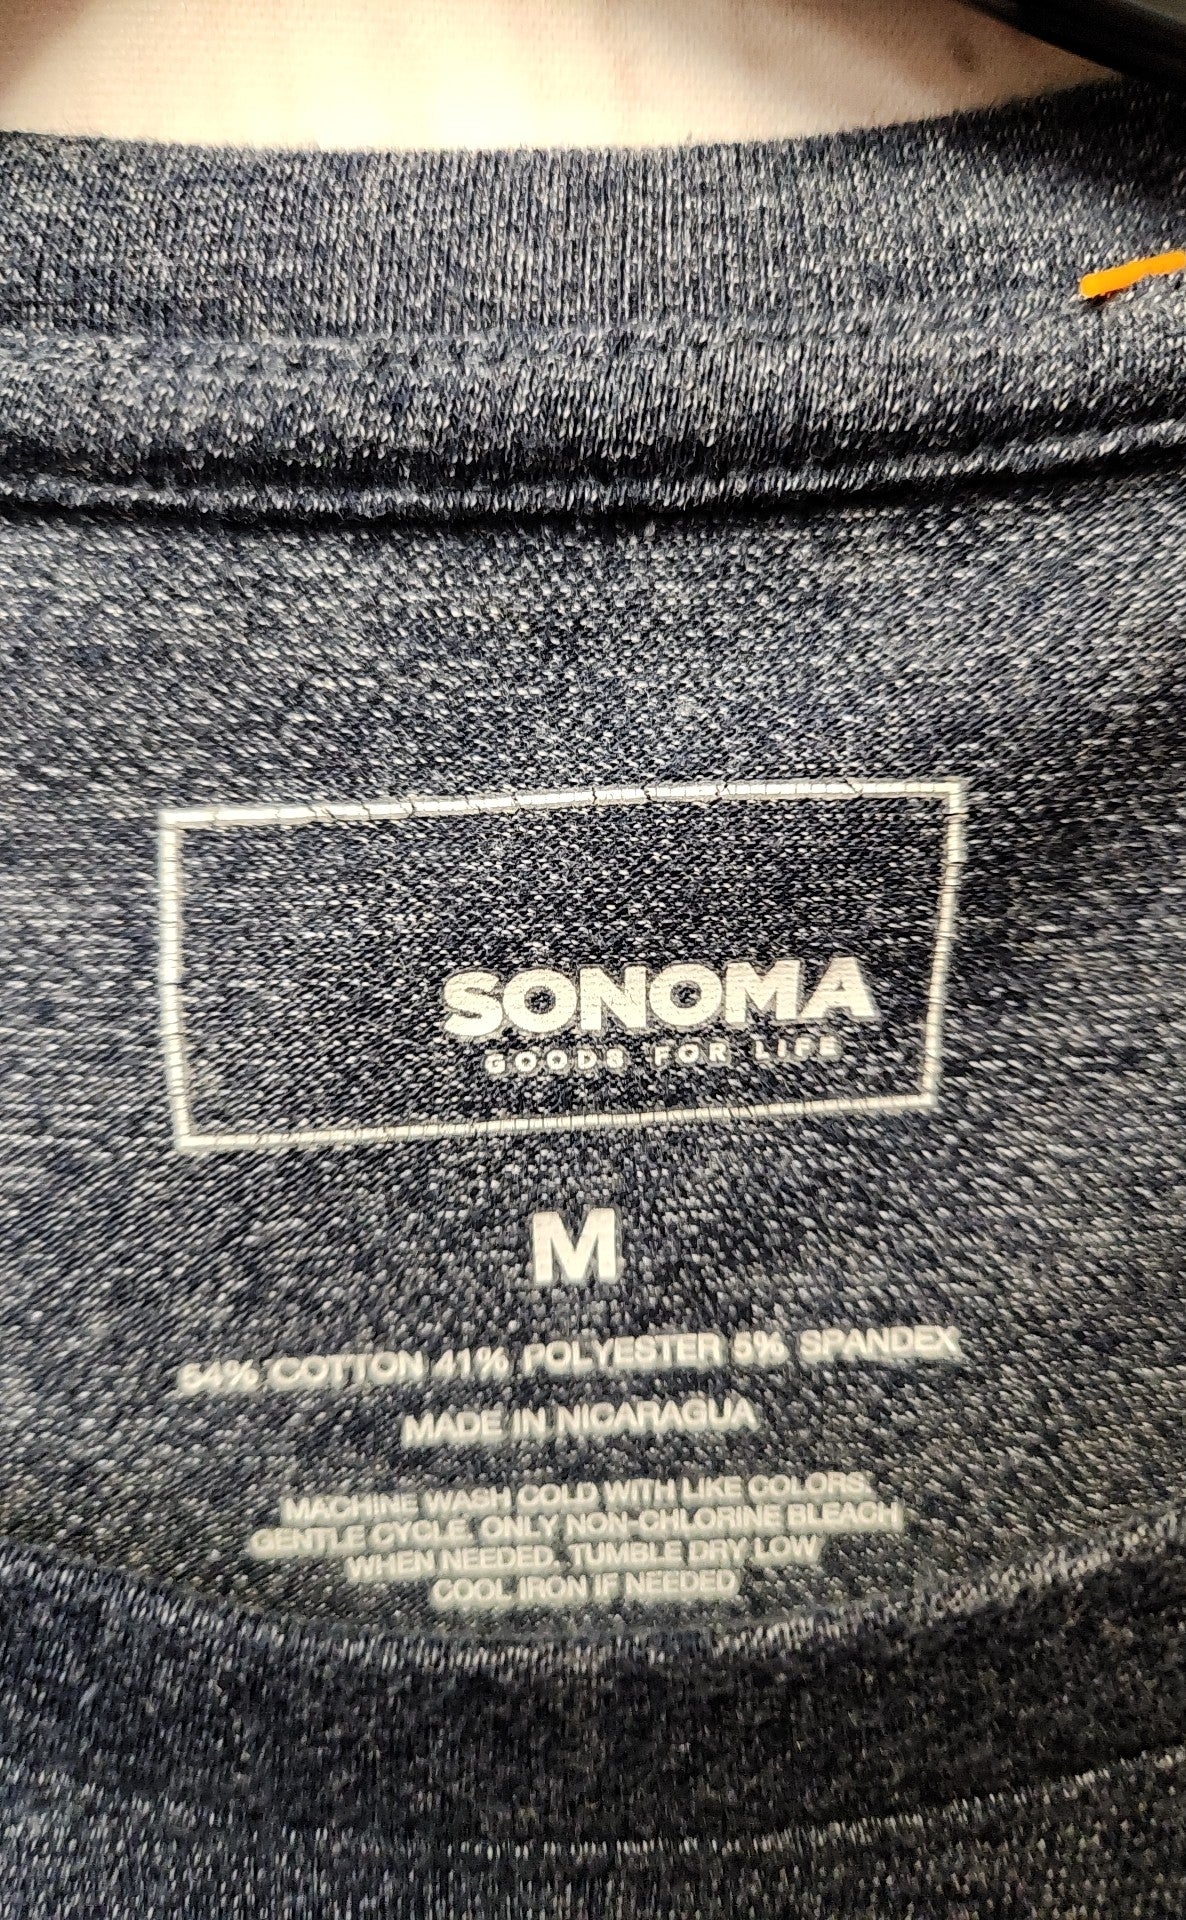 SONOMA
GOODS FOR LIFE
M
54% COTTON 41% POLYESTER 5% SPANDEX
MADE IN NICARAGUA
MACHINE WASH COLD WITH LIKE COLORS,
GENTLE CYCLE. ONLY NON-CHLORINE BLEACH
WHEN NEEDED. TUMBLE DRY LOW
COOL IRON IF NEEDED